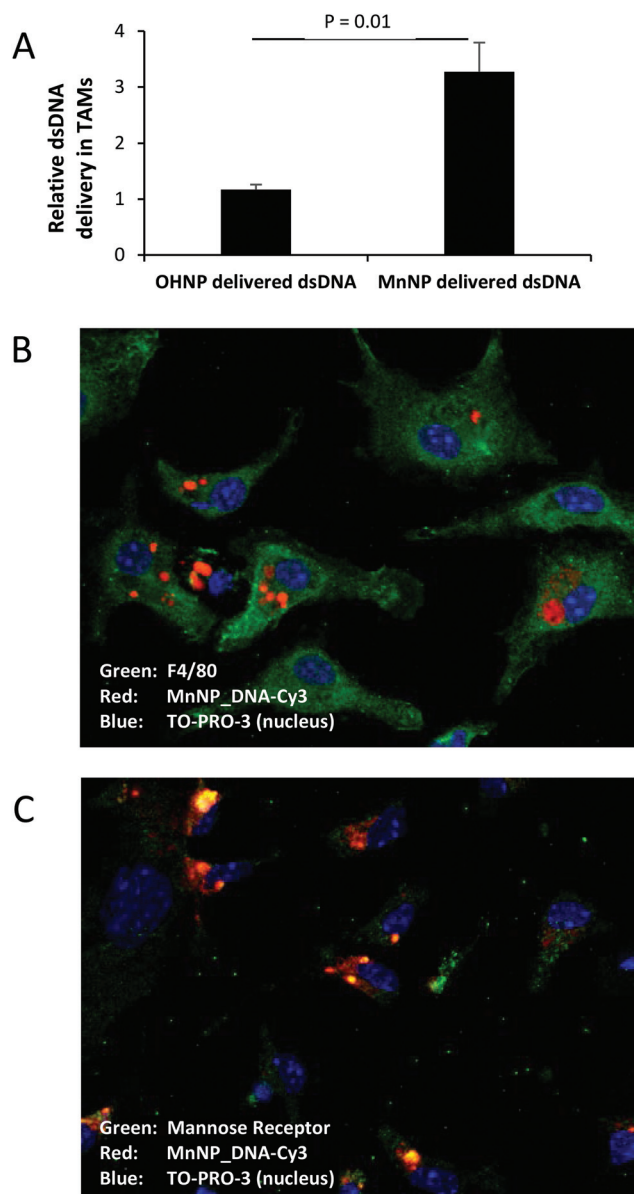 A
P = 0.01
Relative dsDNA
delivery in TAMs
4
3
2
1
0
OHNP delivered dsDNA
MnNP delivered dsDNA
B
Green: F4/80
Red: MnNP_DNA-Cy3
Blue: TO-PRO-3 (nucleus)
C
Green: Mannose Receptor
Red: MnNP_DNA-Cy3
Blue: TO-PRO-3 (nucleus)